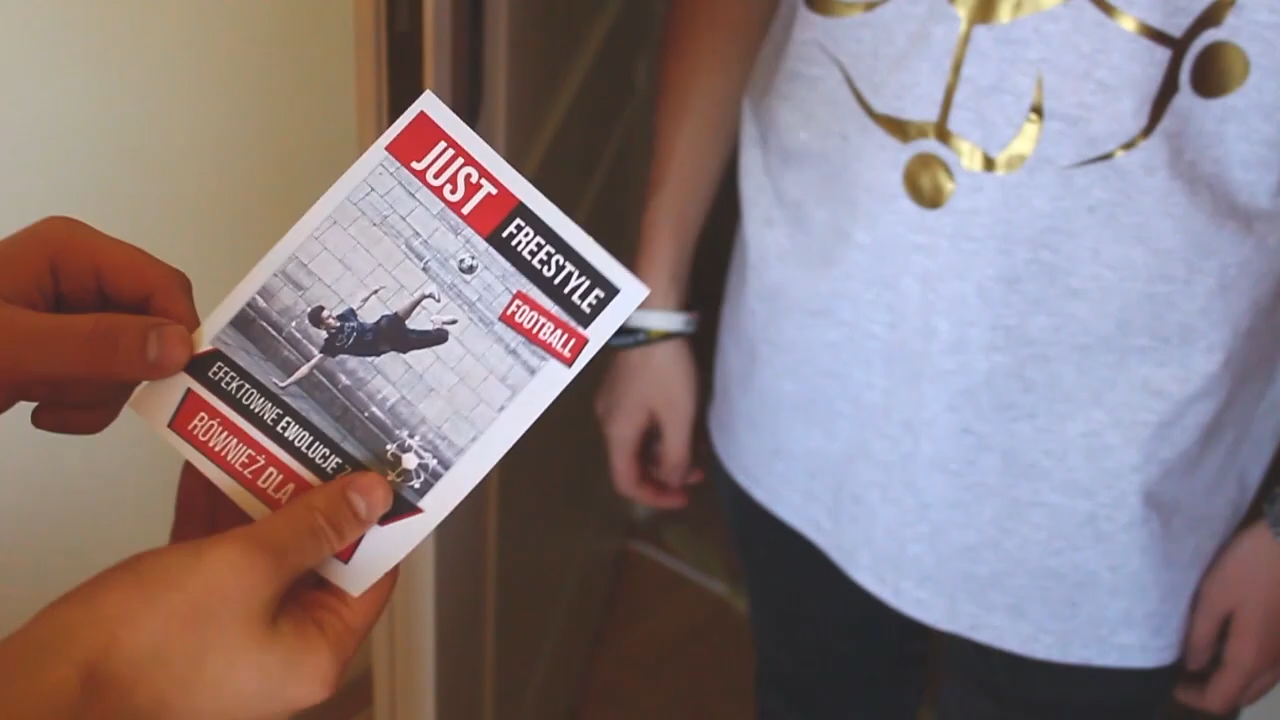 JUST
FREESTYLE
FOOTBALL
EFEKTOWNE EWOLUCJE Z
RÓWNIEŻ DLA